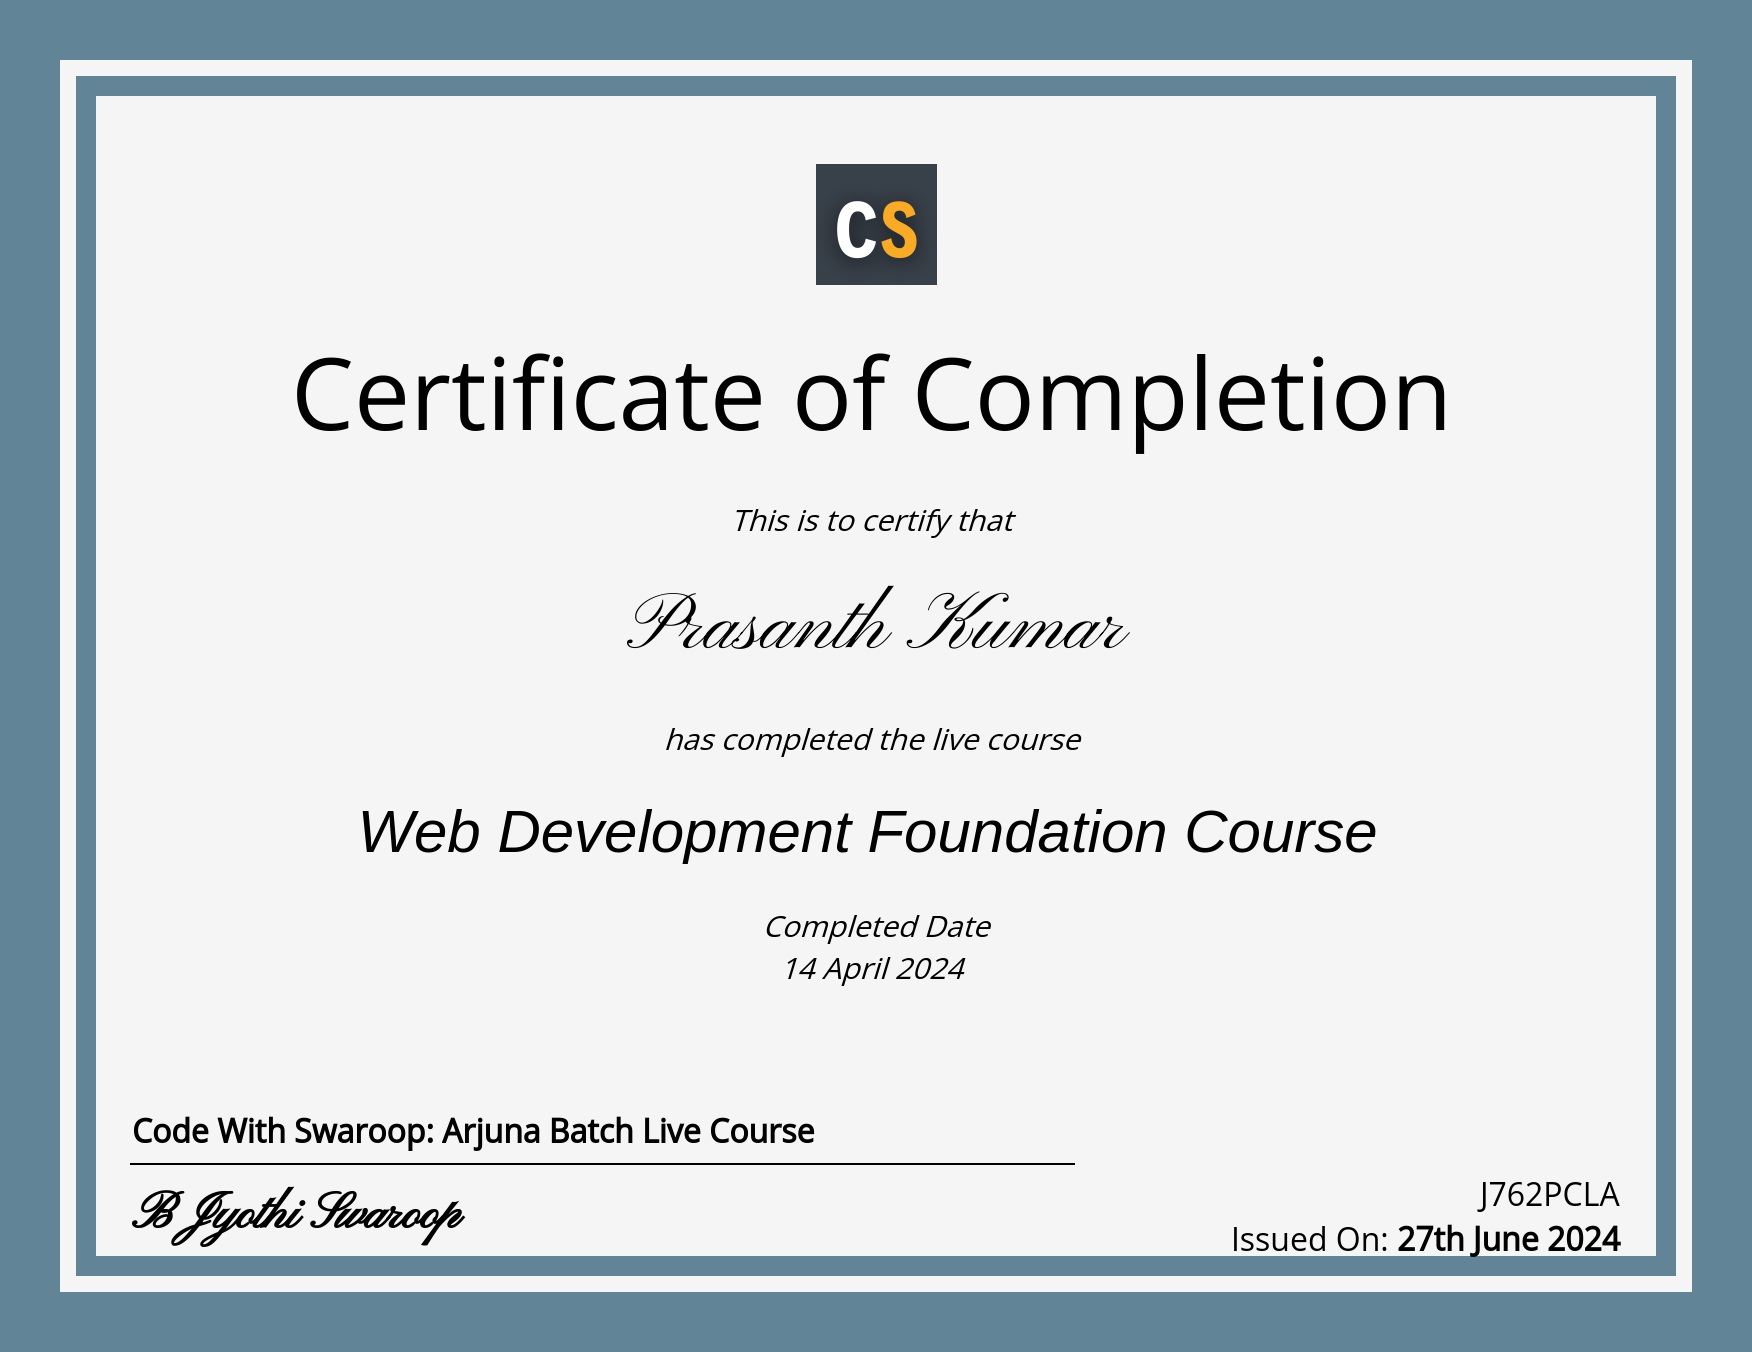 CS
Certificate of Completion
This is to certify that
Prasanth Kumar
has completed the live course
Web Development Foundation Course
Completed Date
14 April 2024
Code With Swaroop: Arjuna Batch Live Course
B Jyothi Swaroop
J762PCLA
Issued On: 27th June 2024